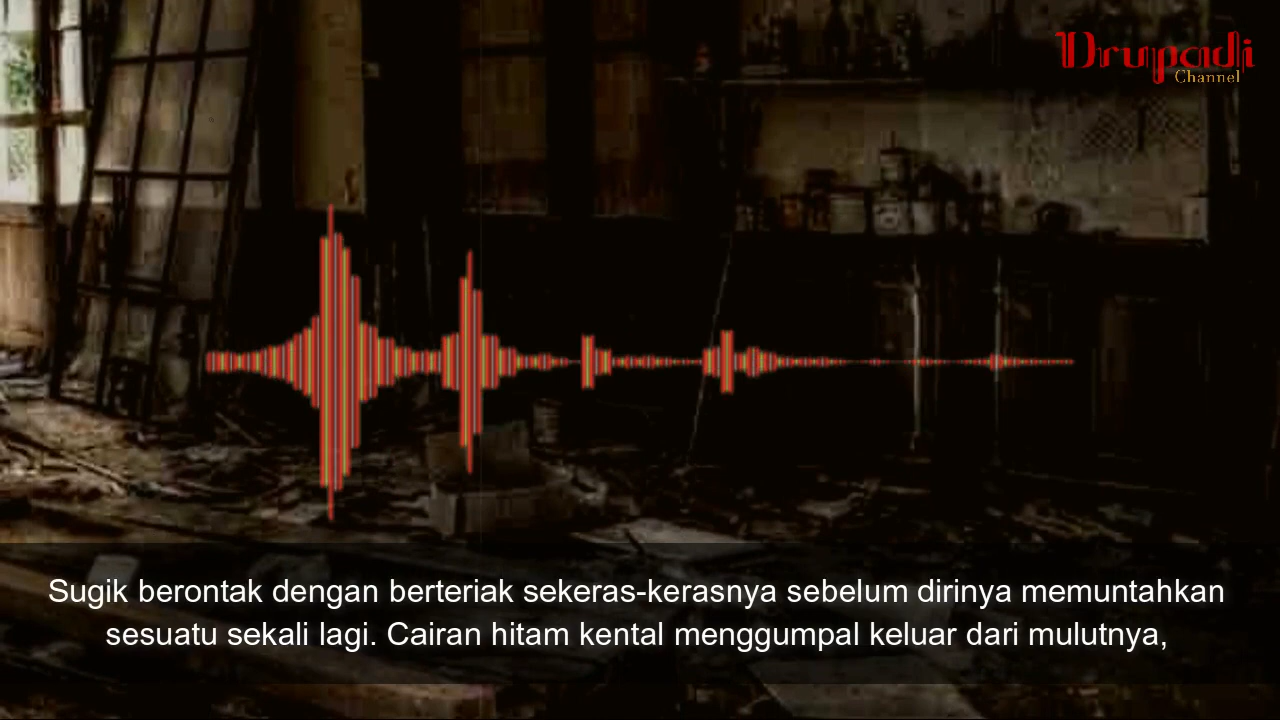 Drupadi
Channel
Sugik berontak dengan berteriak sekeras-kerasnya sebelum dirinya memuntahkan
sesuatu sekali lagi. Cairan hitam kental menggumpal keluar dari mulutnya,